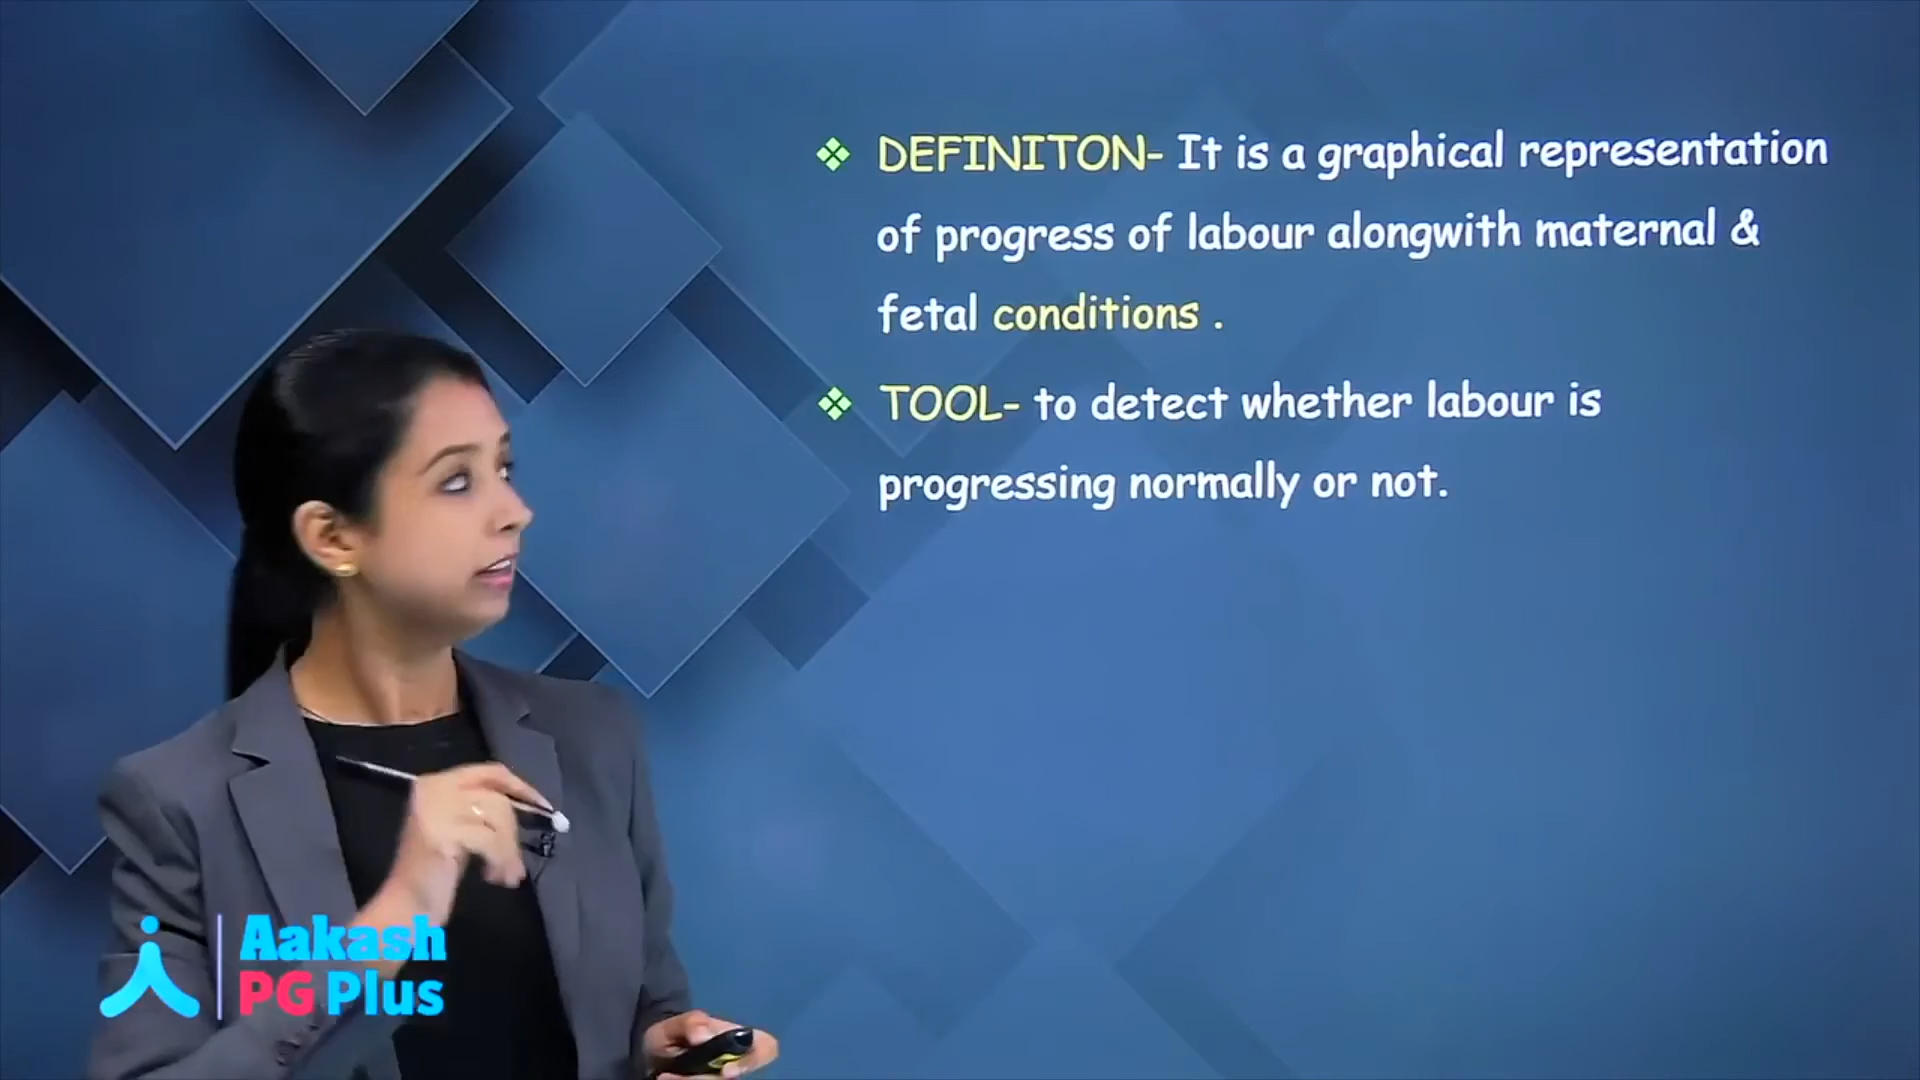 ❖ DEFINITON- It is a graphical representation
of progress of labour alongwith maternal &
fetal conditions .
❖ TOOL- to detect whether labour is
progressing normally or not.
Aakash
PG Plus